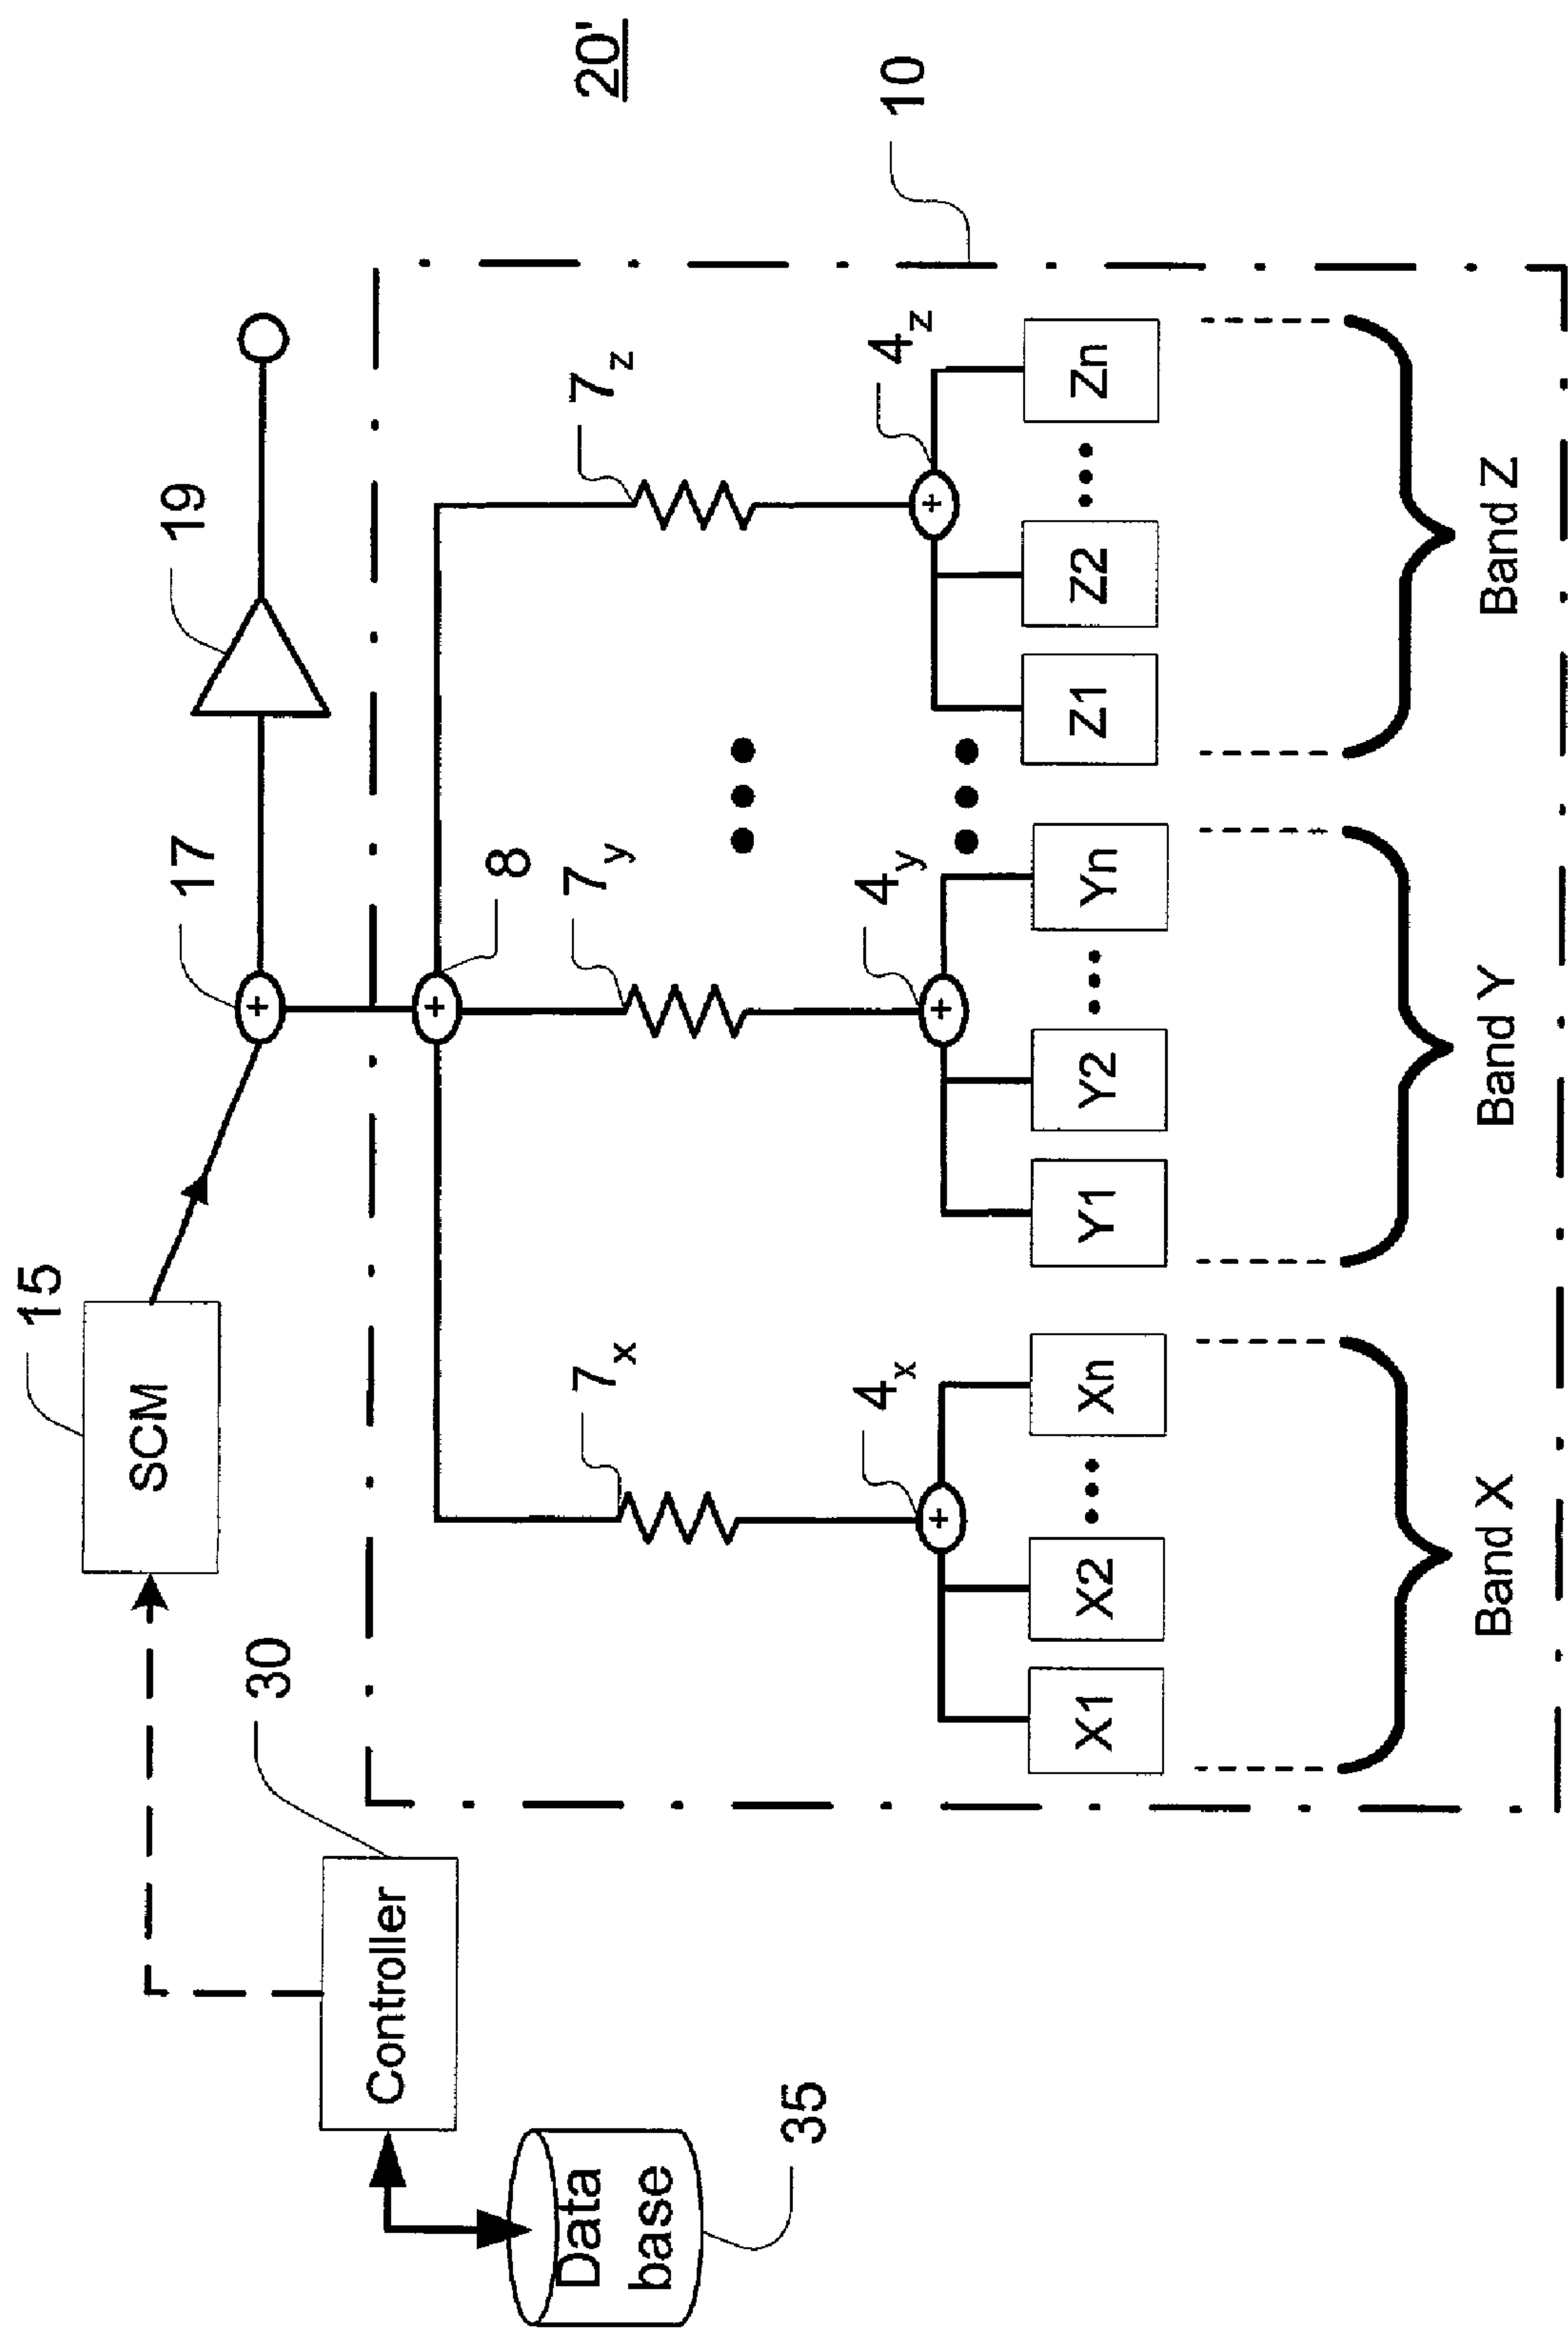 20'
15
17
19
SCM
30
10
Controller
8
7x
7y
7z
Data
base
35
4x
4y
4z
X1
X2
Xn
Y1
Y2
Yn
Z1
Z2
Zn
Band X
Band Y
Band Z